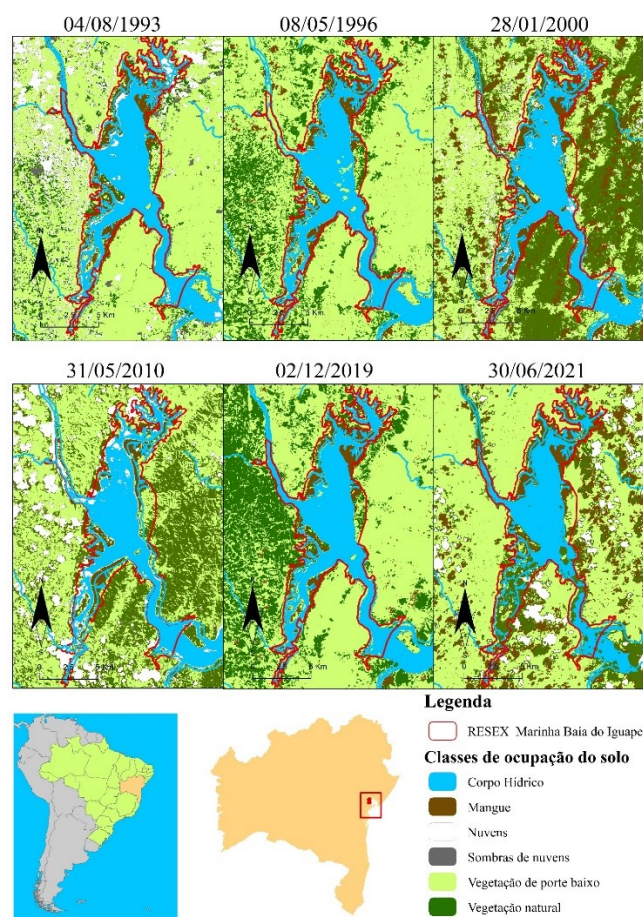 04/08/1993
08/05/1996
28/01/2000
31/05/2010
02/12/2019
30/06/2021
Legenda
RESEX Marinha Baía do Iguape
Classes de ocupação do solo
Corpo Hídrico
Mangue
Nuvens
Sombras de nuvens
Vegetação de porte baixo
Vegetação natural